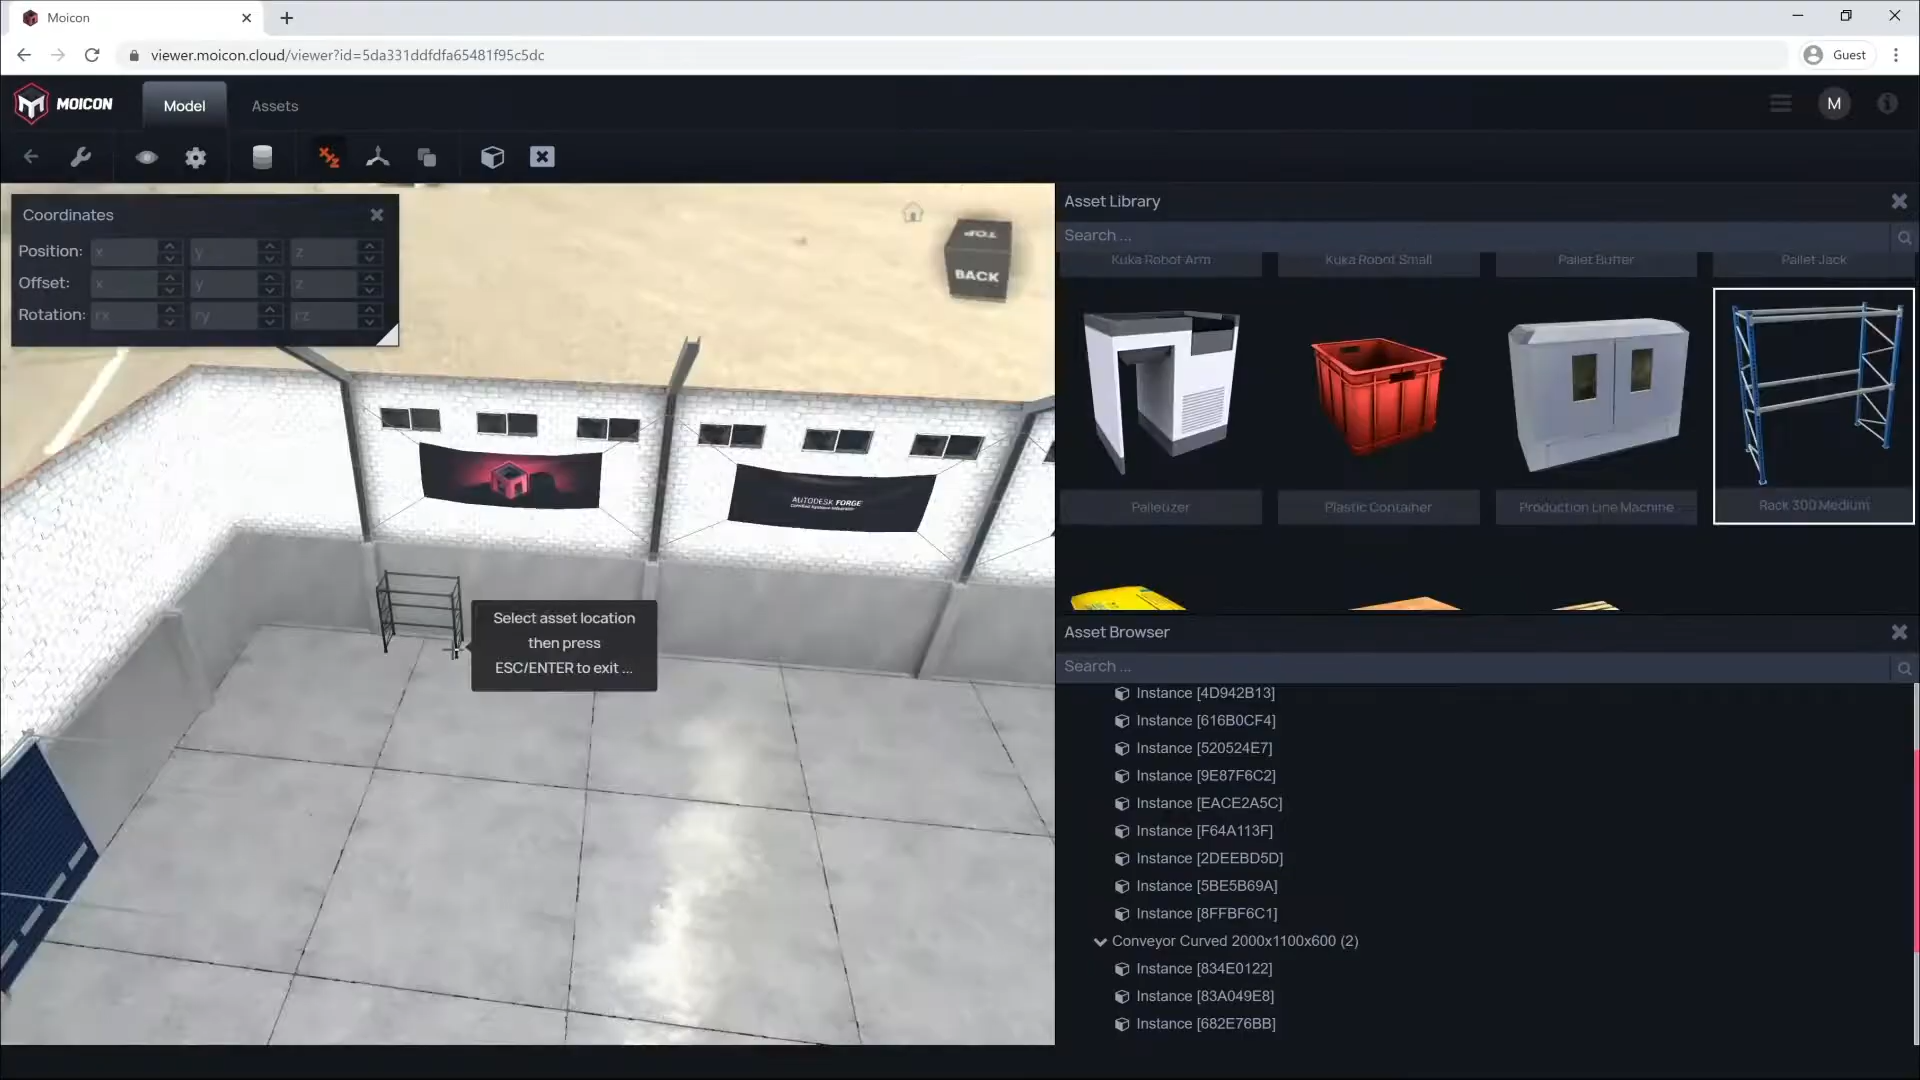 Moicon
viewer.moicon.cloud/viewer?id=5da331ddfdfa65481f95c5dc
Guest
MOICON
Model
Assets
M
Coordinates
Position: x y z
Offset: x y z
Rotation: rx ry rz
TOP
BACK
AUTODESK FORGE
Select asset location
then press
ESC/ENTER to exit ...
Asset Library
Search ...
Kuka Robot Arm
Kuka Robot Small
Pallet Buffer
Pallet Jack
Palletizer
Plastic Container
Production Line Machine
Rack 300 Medium
Asset Browser
Search ...
Instance [4D942B13]
Instance [616B0CF4]
Instance [520524E7]
Instance [9E87F6C2]
Instance [EACE2A5C]
Instance [F64A113F]
Instance [2DEEBD5D]
Instance [5BE5B69A]
Instance [8FFBF6C1]
Conveyor Curved 2000x1100x600 (2)
Instance [834E0122]
Instance [83A049E8]
Instance [682E76BB]